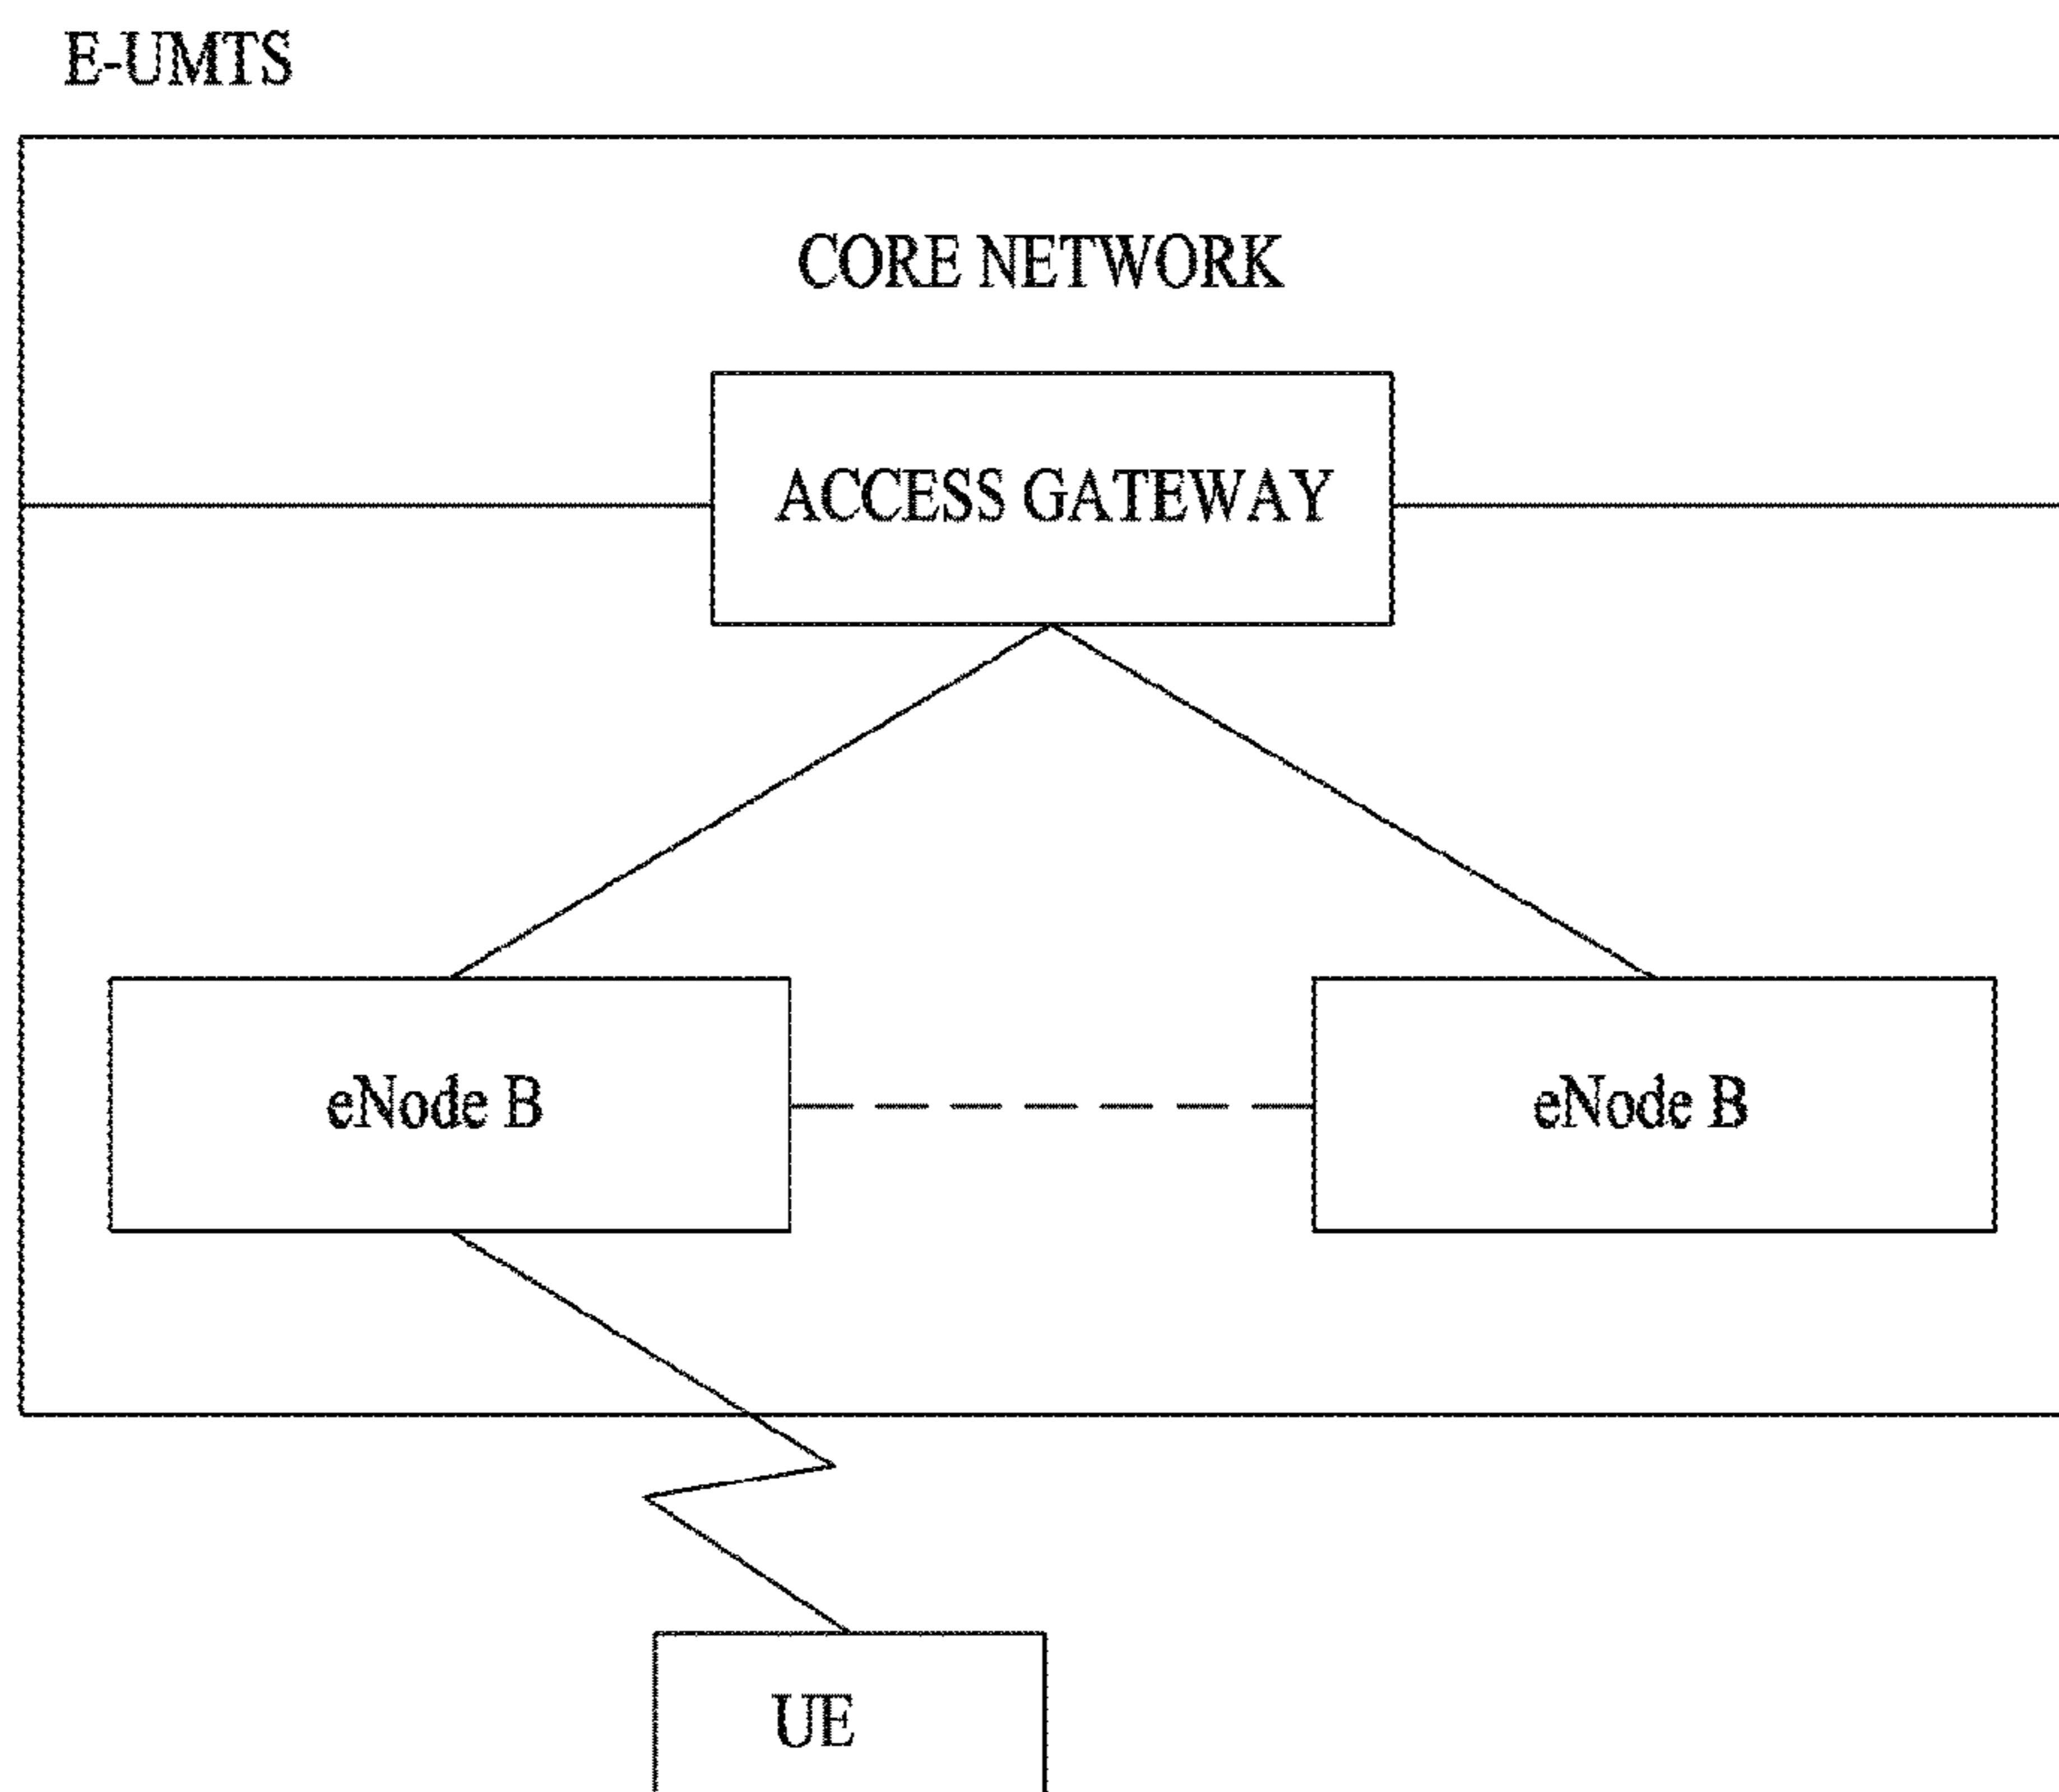 E-UMTS
CORE NETWORK
ACCESS GATEWAY
eNode B
eNode B
UE